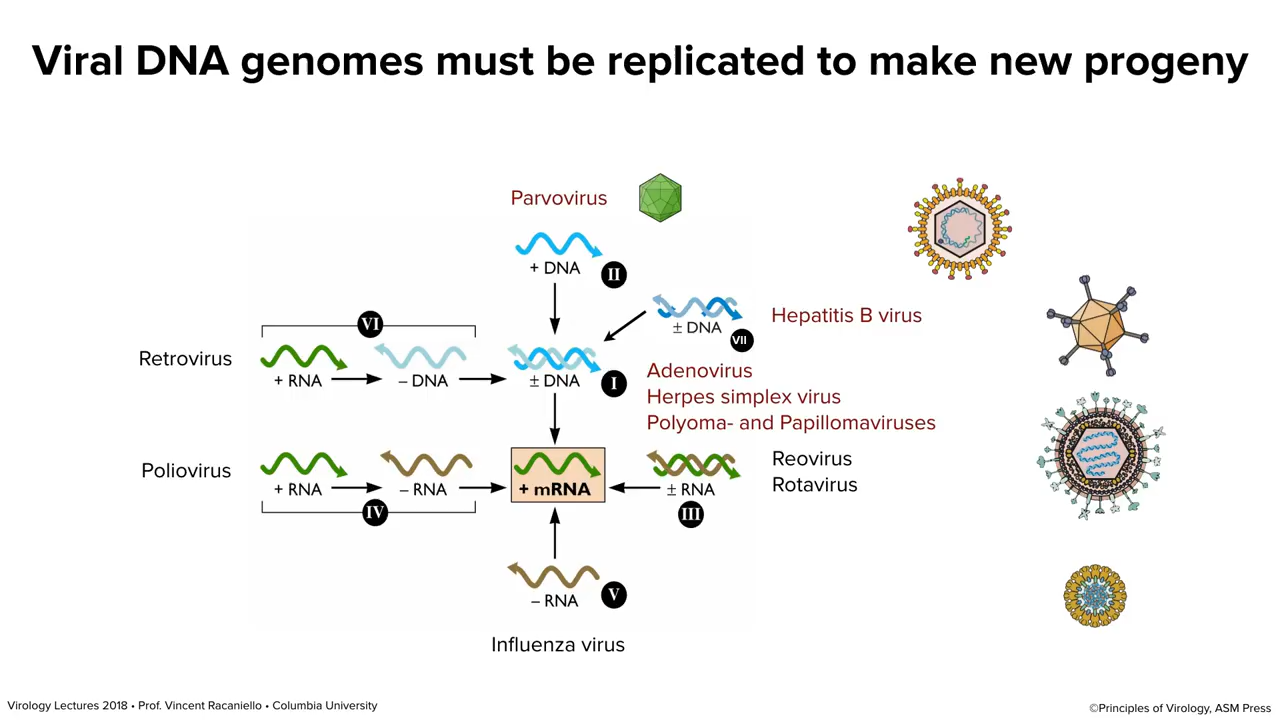 Viral DNA genomes must be replicated to make new progeny
Parvovirus
+ DNA
II
± DNA
VII
Hepatitis B virus
VI
Retrovirus
+ RNA
– DNA
± DNA
I
Adenovirus
Herpes simplex virus
Polyoma- and Papillomaviruses
Poliovirus
+ RNA
– RNA
IV
+ mRNA
± RNA
III
Reovirus
Rotavirus
– RNA
V
Influenza virus
Virology Lectures 2018 • Prof. Vincent Racaniello • Columbia University
©Principles of Virology, ASM Press